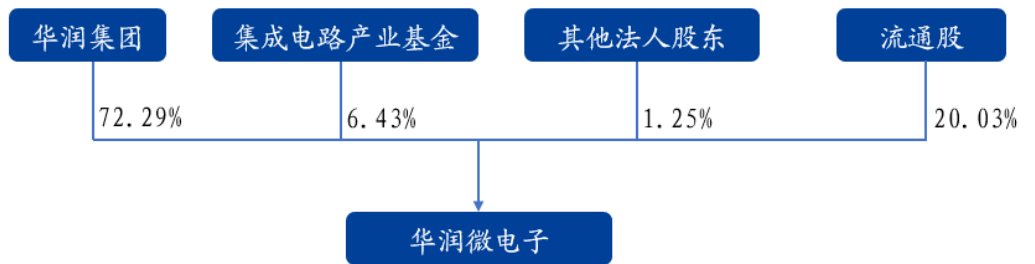 华润集团
集成电路产业基金
其他法人股东
流通股
72.29%
6.43%
1.25%
20.03%
华润微电子